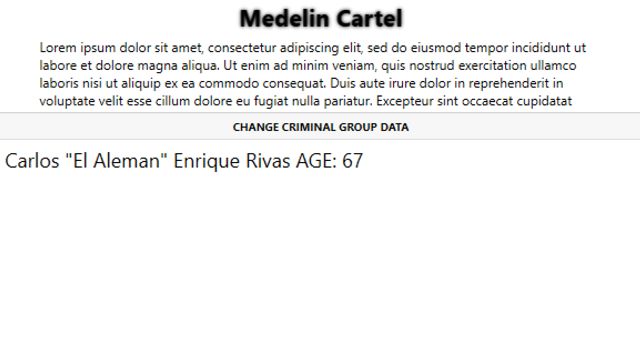 Medelin Cartel
Lorem ipsum dolor sit amet, consectetur adipiscing elit, sed do eiusmod tempor incididunt ut
labore et dolore magna aliqua. Ut enim ad minim veniam, quis nostrud exercitation ullamco
laboris nisi ut aliquip ex ea commodo consequat. Duis aute irure dolor in reprehenderit in
voluptate velit esse cillum dolore eu fugiat nulla pariatur. Excepteur sint occaecat cupidatat
CHANGE CRIMINAL GROUP DATA
Carlos "El Aleman" Enrique Rivas AGE: 67